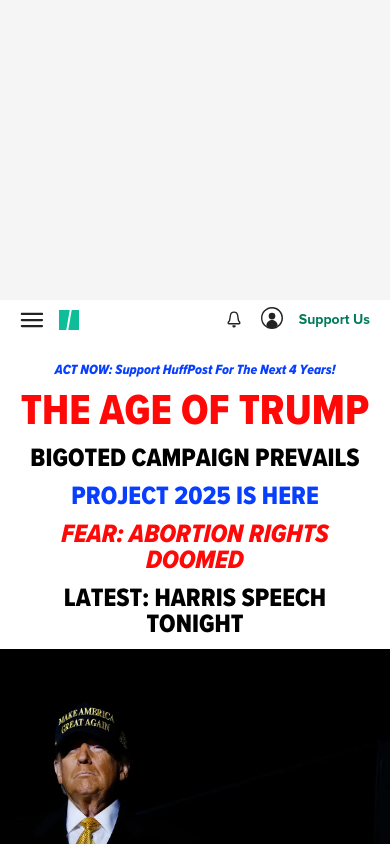 Support Us
ACT NOW: Support HuffPost For The Next 4 Years!
THE AGE OF TRUMP
BIGOTED CAMPAIGN PREVAILS
PROJECT 2025 IS HERE
FEAR: ABORTION RIGHTS
DOOMED
LATEST: HARRIS SPEECH
TONIGHT
MAKE AMERICA
GREAT AGAIN